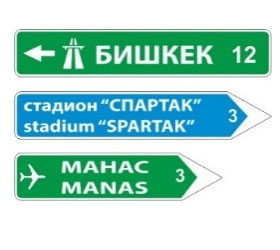 БИШКЕК 12
стадион "СПАРТАК"
stadium "SPARTAK" 3
МАНАС
MANAS 3